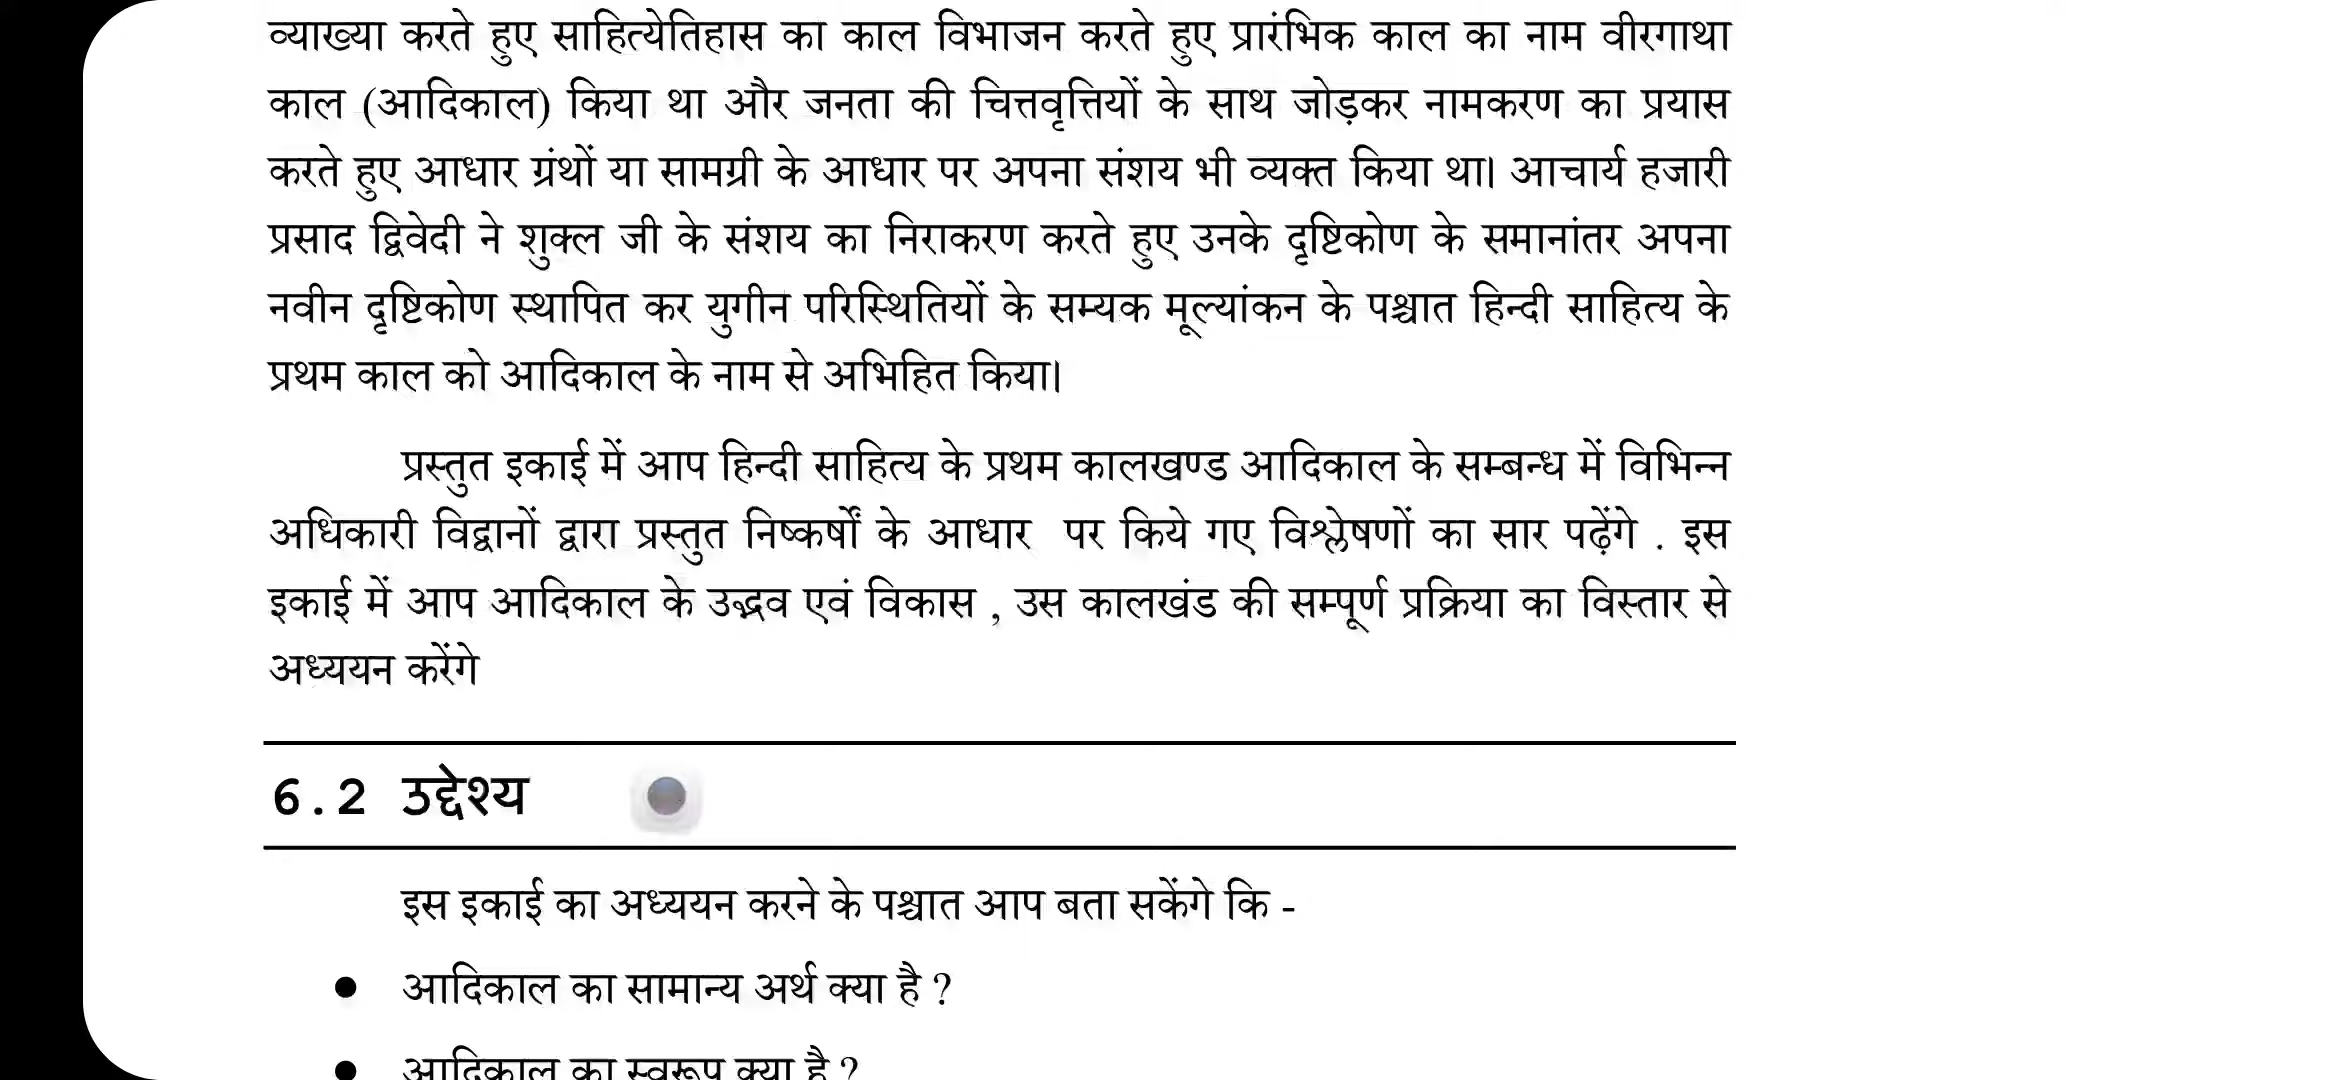 व्याख्या करते हुए साहित्येतिहास का काल विभाजन करते हुए प्रारंभिक काल का नाम वीरगाथा
काल (आदिकाल) किया था और जनता की चित्तवृत्तियों के साथ जोड़कर नामकरण का प्रयास
करते हुए आधार ग्रंथों या सामग्री के आधार पर अपना संशय भी व्यक्त किया था। आचार्य हजारी
प्रसाद द्विवेदी ने शुक्ल जी के संशय का निराकरण करते हुए उनके दृष्टिकोण के समानांतर अपना
नवीन दृष्टिकोण स्थापित कर युगीन परिस्थितियों के सम्यक मूल्यांकन के पश्चात हिन्दी साहित्य के
प्रथम काल को आदिकाल के नाम से अभिहित किया।
प्रस्तुत इकाई में आप हिन्दी साहित्य के प्रथम कालखण्ड आदिकाल के सम्बन्ध में विभिन्न
अधिकारी विद्वानों द्वारा प्रस्तुत निष्कर्षों के आधार पर किये गए विश्लेषणों का सार पढ़ेंगे . इस
इकाई में आप आदिकाल के उद्भव एवं विकास , उस कालखंड की सम्पूर्ण प्रक्रिया का विस्तार से
अध्ययन करेंगे
6.2 उद्देश्य
इस इकाई का अध्ययन करने के पश्चात आप बता सकेंगे कि -
● आदिकाल का सामान्य अर्थ क्या है ?
● आदिकाल का स्वरूप क्या है ?